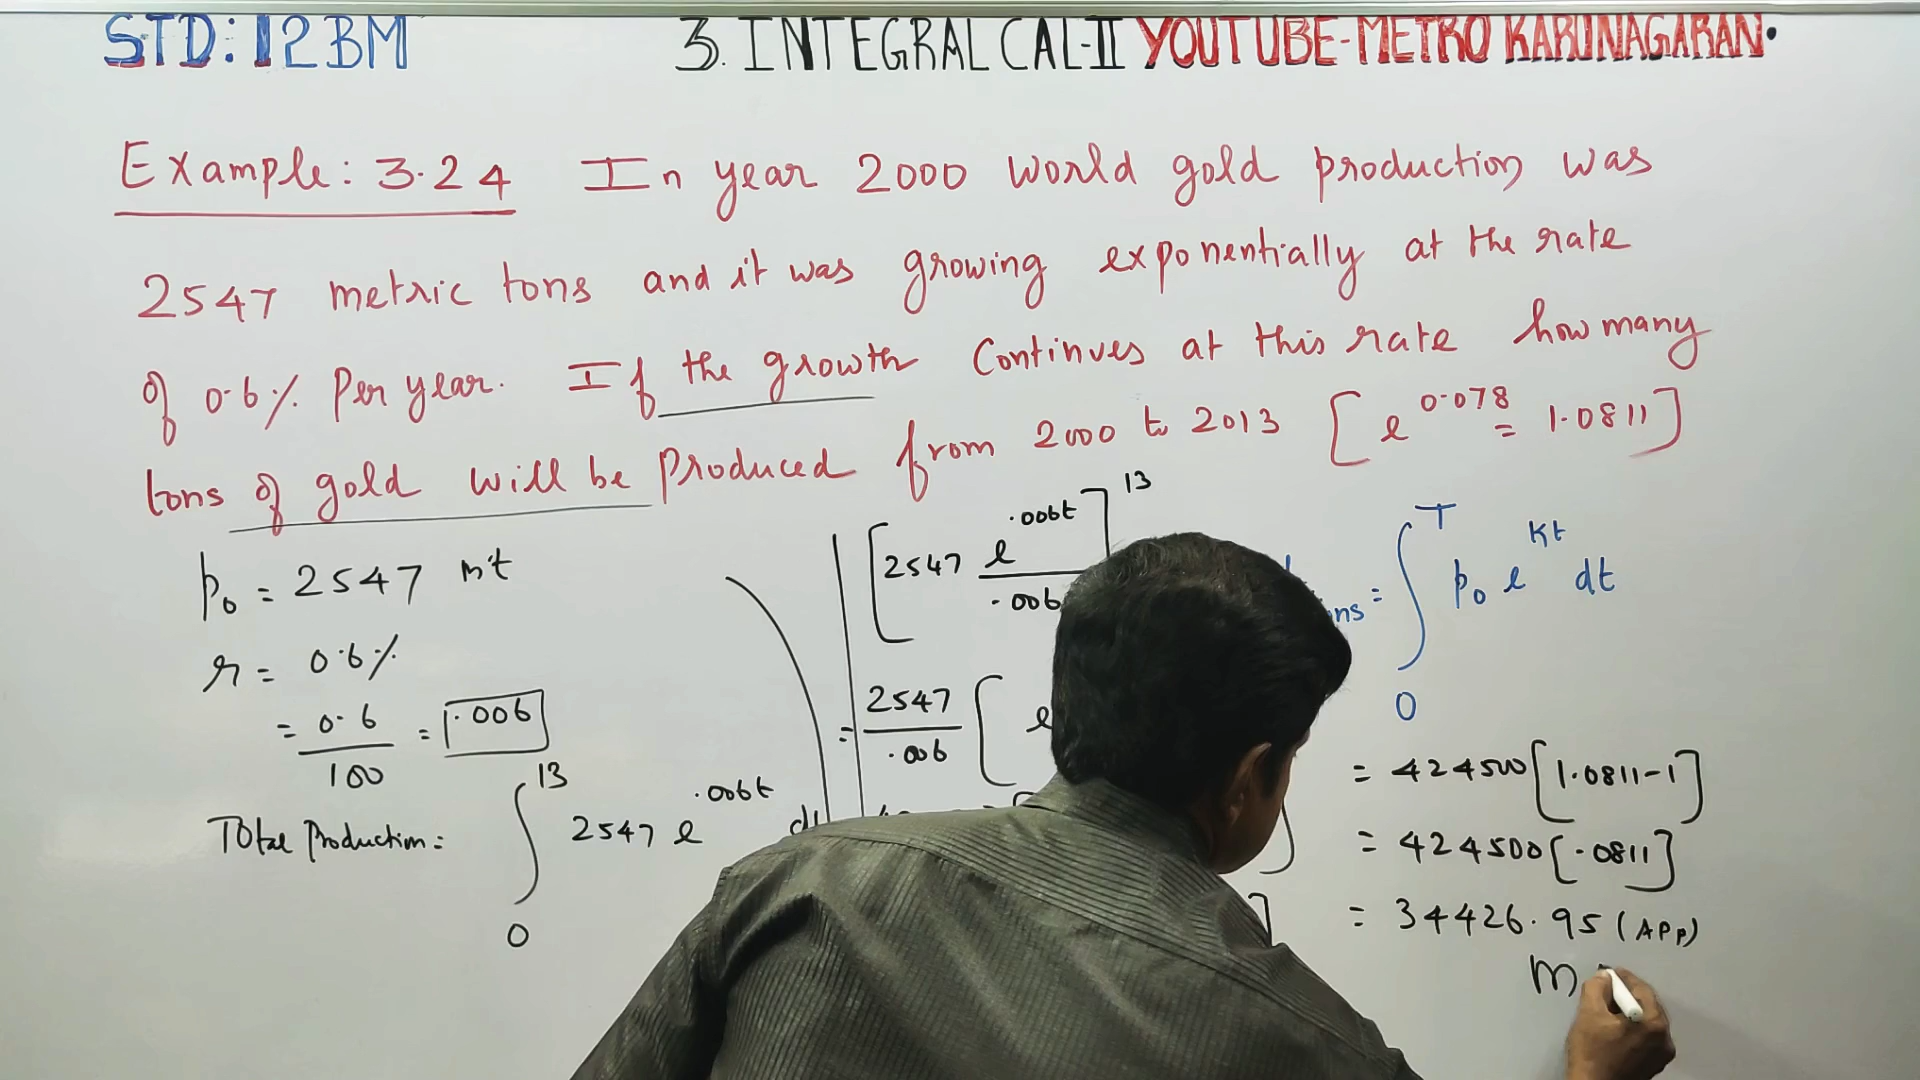 STD: 12 BM 3. INTEGRAL CAL-II YOUTUBE-METRO KARUNAGARAN.
Example: 3.24 In year 2000 world gold production was
2547 metric tons and it was growing exponentially at the rate
of 0.6% Per year. If the growth Continues at this rate how many
tons of gold will be Produced from 2000 to 2013 [e^0.078 = 1.0811]
p₀ = 2547 m't
r = 0.6%
= 0.6/100 = .006
Total Production = ∫₀^13 2547 e^.006t dt
[2547 e^.006t/.006]^13
= 2547/.006 [e
ns = ∫₀^T p₀ e^kt dt
= 424500 [1.0811-1]
= 424500 [.0811]
= 34426.95 (APP)
m